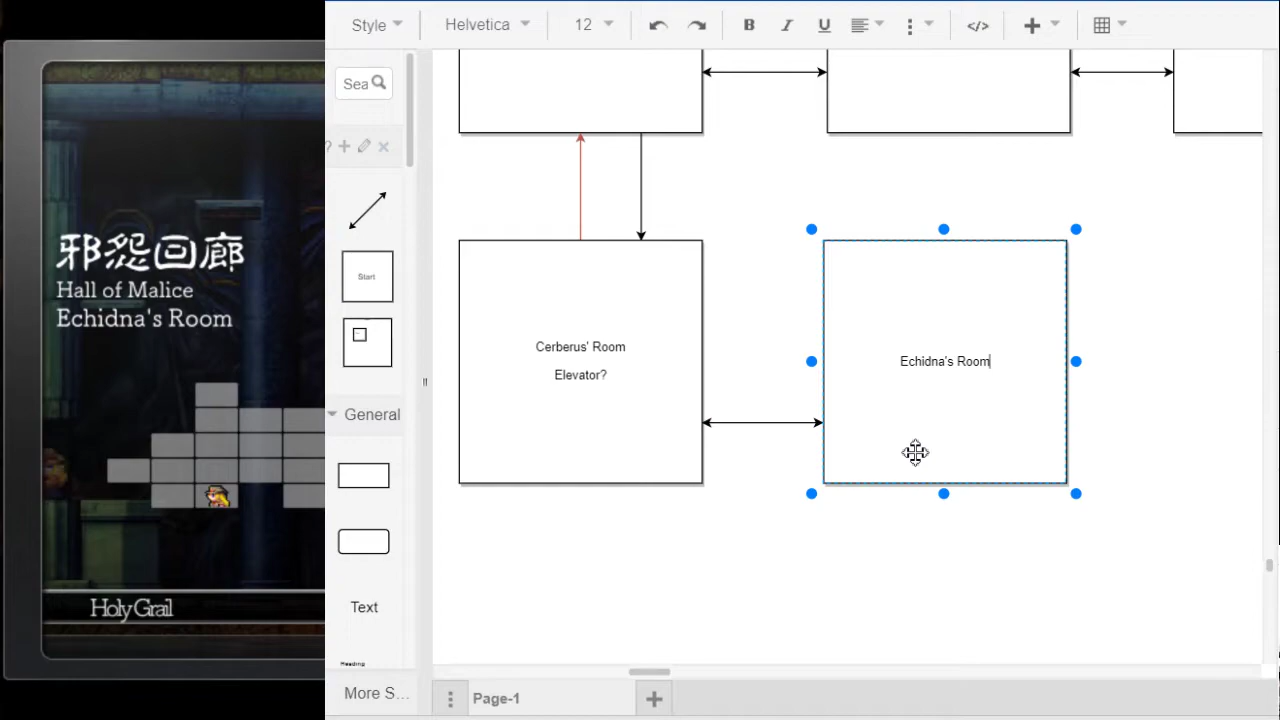 邪怨回廊
Hall of Malice
Echidna's Room
Holy Grail
Style
Helvetica
12
B
I
U
Sea
?
Start
General
Text
Heading
More S...
Cerberus' Room
Elevator?
Echidna's Room
Page-1